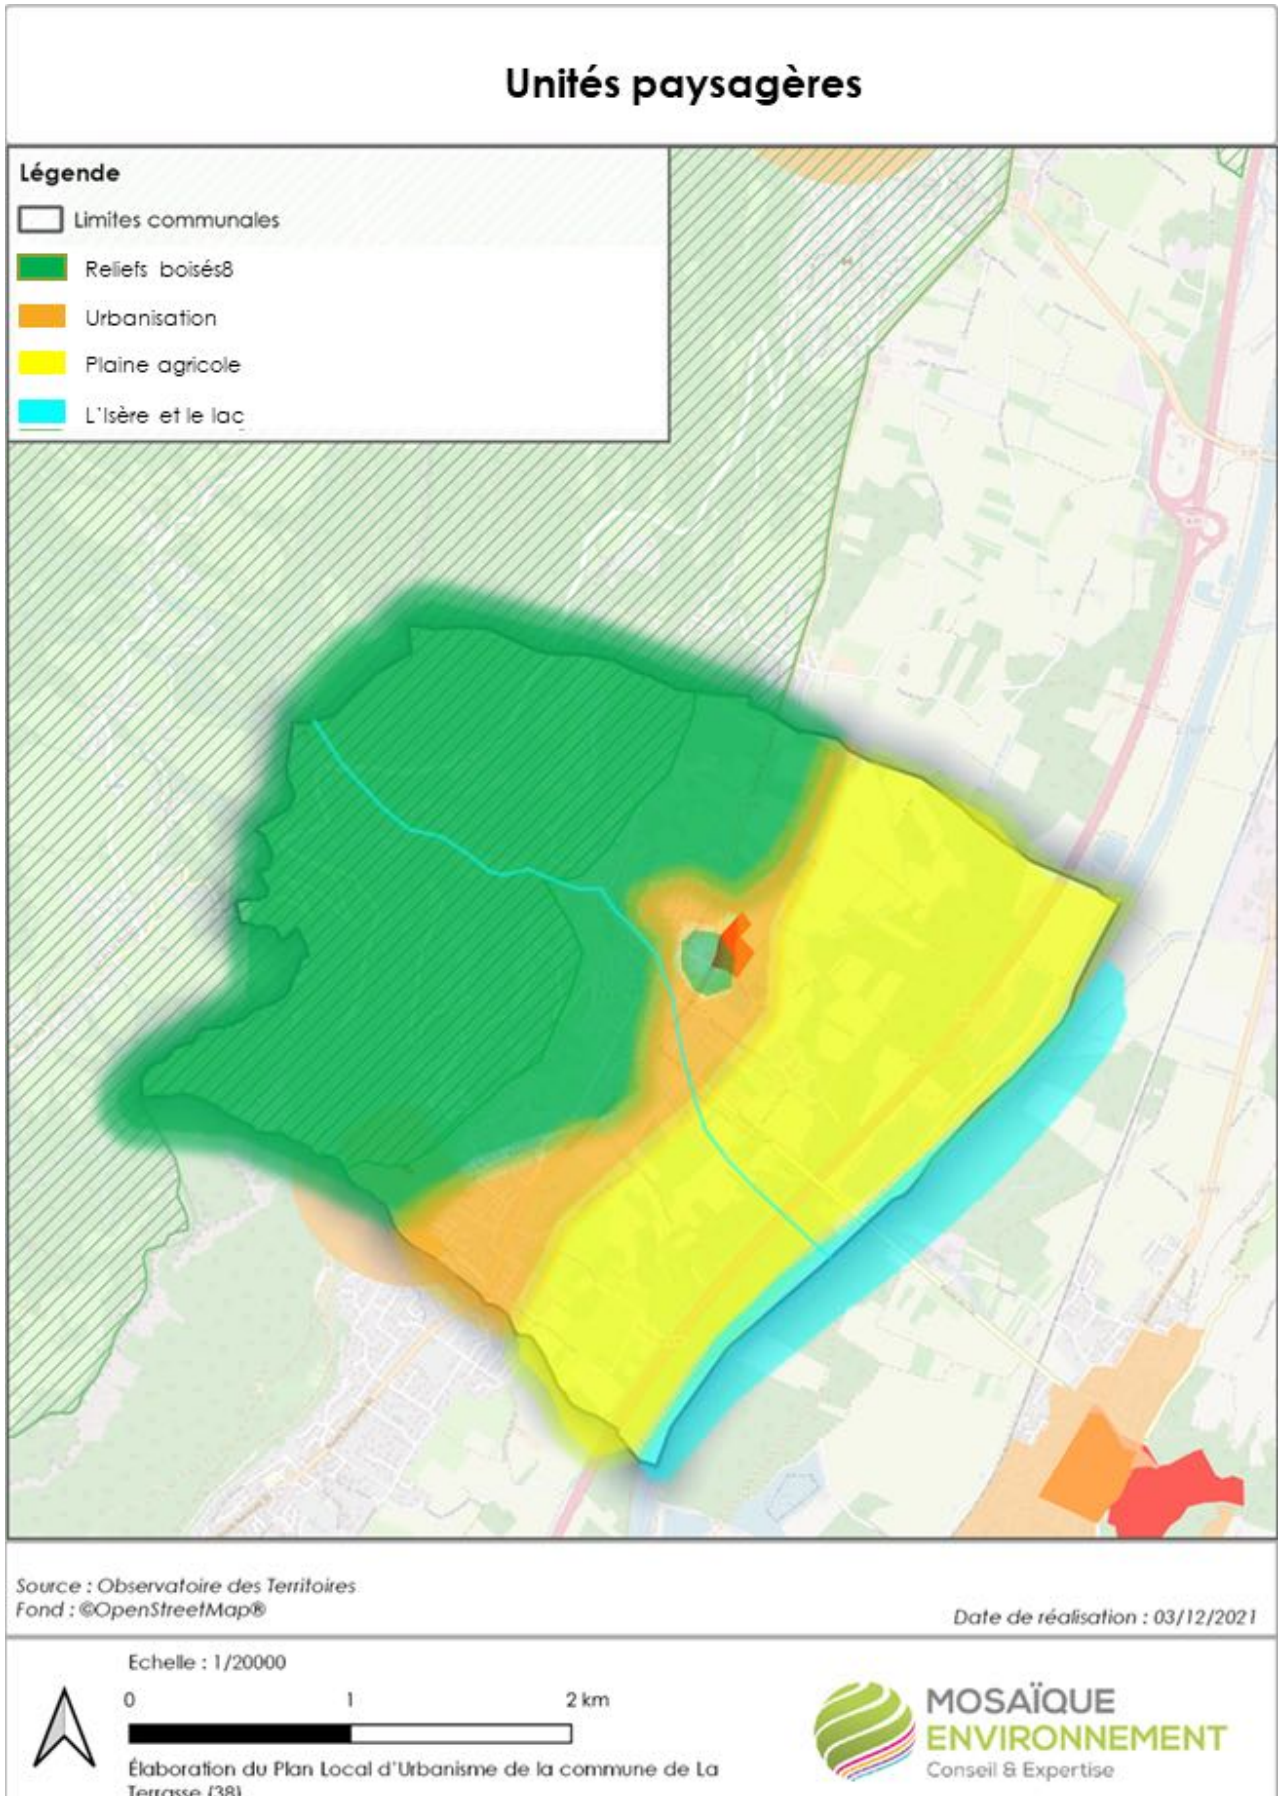 Unités paysagères
Légende
Limites communales
Reliefs boisés8
Urbanisation
Plaine agricole
L'Isère et le lac
Source : Observatoire des Territoires
Fond : ©OpenStreetMap®
Date de réalisation : 03/12/2021
Echelle : 1/20000
0 1 2 km
Élaboration du Plan Local d'Urbanisme de la commune de La
Terrasse (38)
MOSAÏQUE
ENVIRONNEMENT
Conseil & Expertise